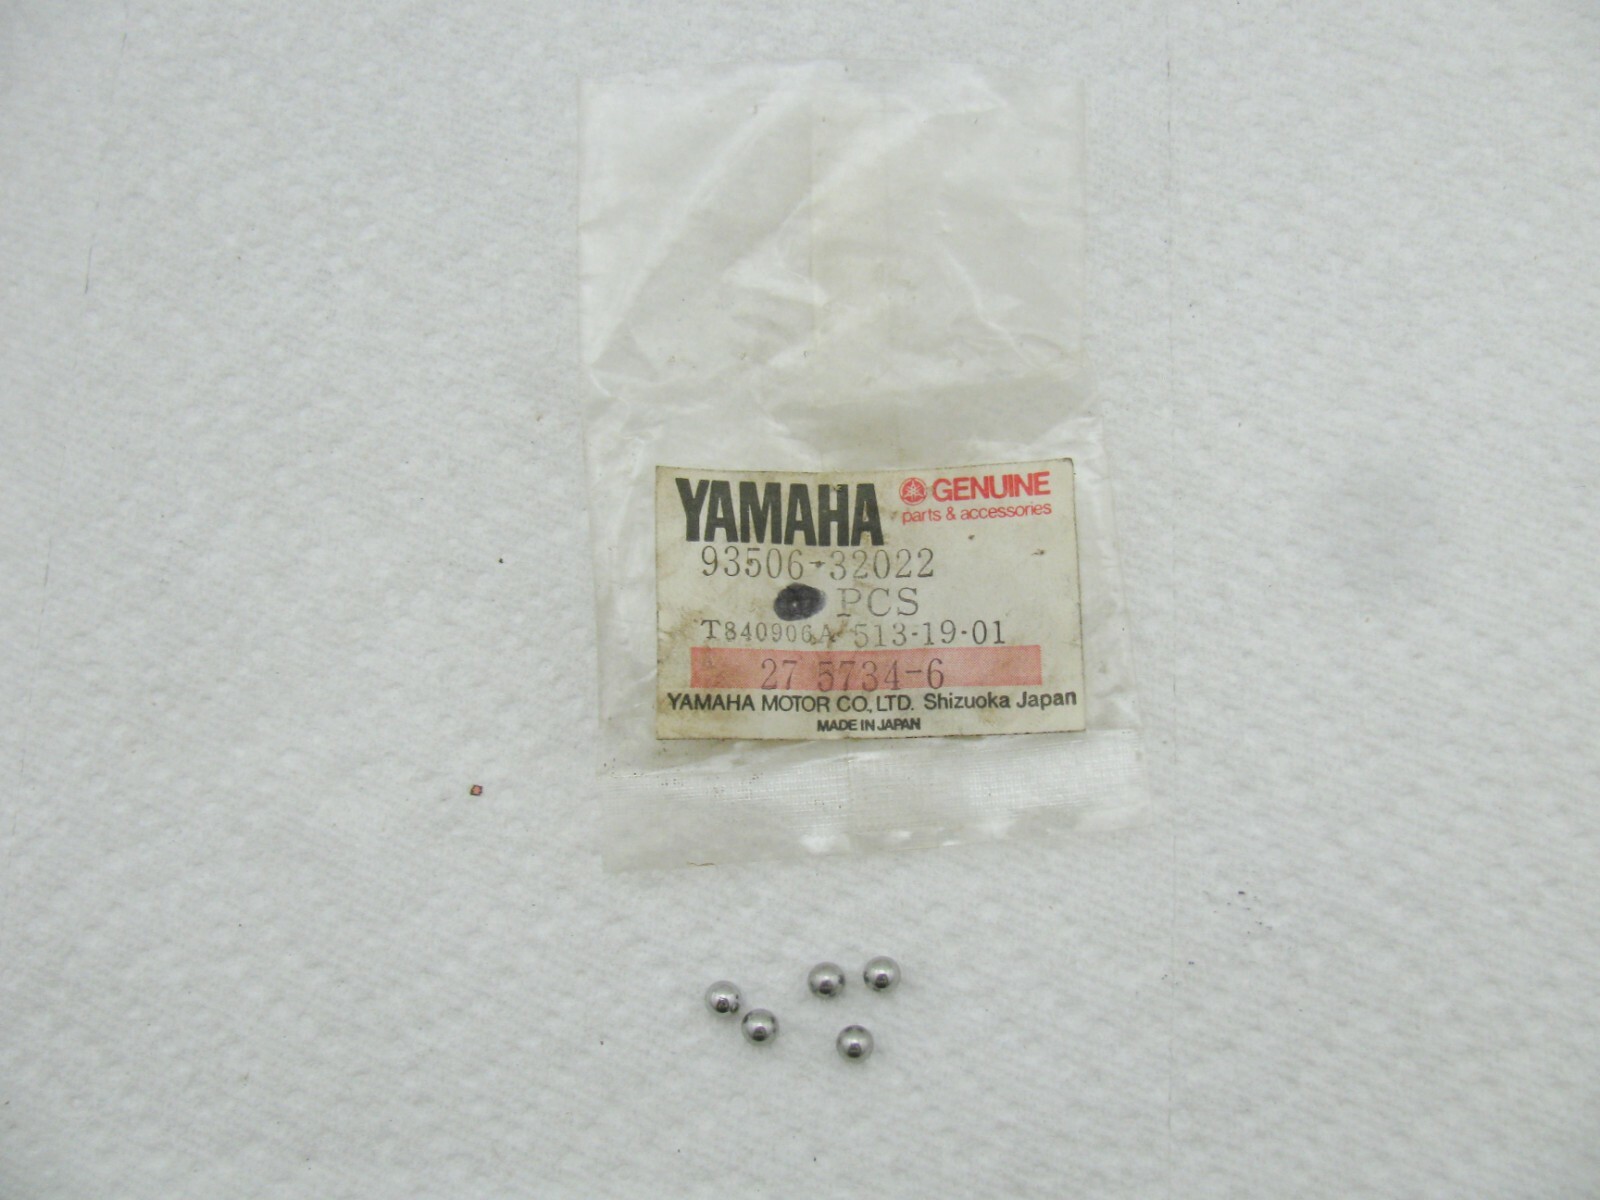 YAMAHA GENUINE
parts & accessories
93506-32022
PCS
T840906A 513-19-01
27 5734-6
YAMAHA MOTOR CO., LTD. Shizuoka Japan
MADE IN JAPAN